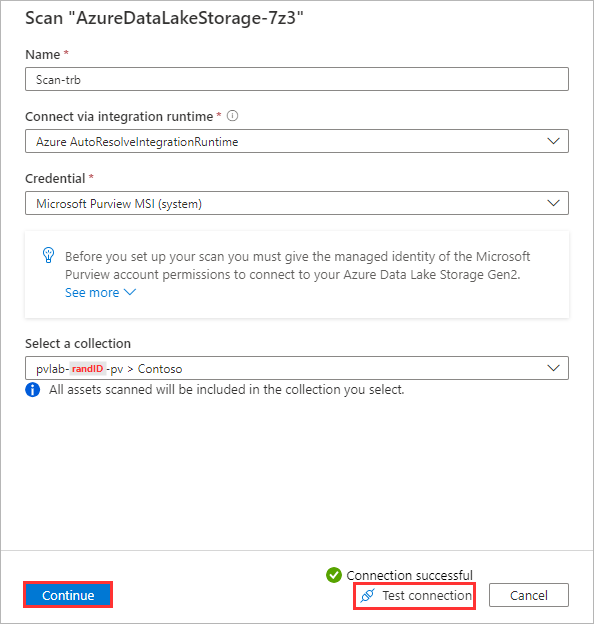 Scan "AzureDataLakeStorage-7z3"
Name *
Scan-trb
Connect via integration runtime *
Azure AutoResolveIntegrationRuntime
Credential *
Microsoft Purview MSI (system)
Before you set up your scan you must give the managed identity of the Microsoft
Purview account permissions to connect to your Azure Data Lake Storage Gen2.
See more
Select a collection
pvlab-randID-pv > Contoso
All assets scanned will be included in the collection you select.
Connection successful
Continue Test connection Cancel